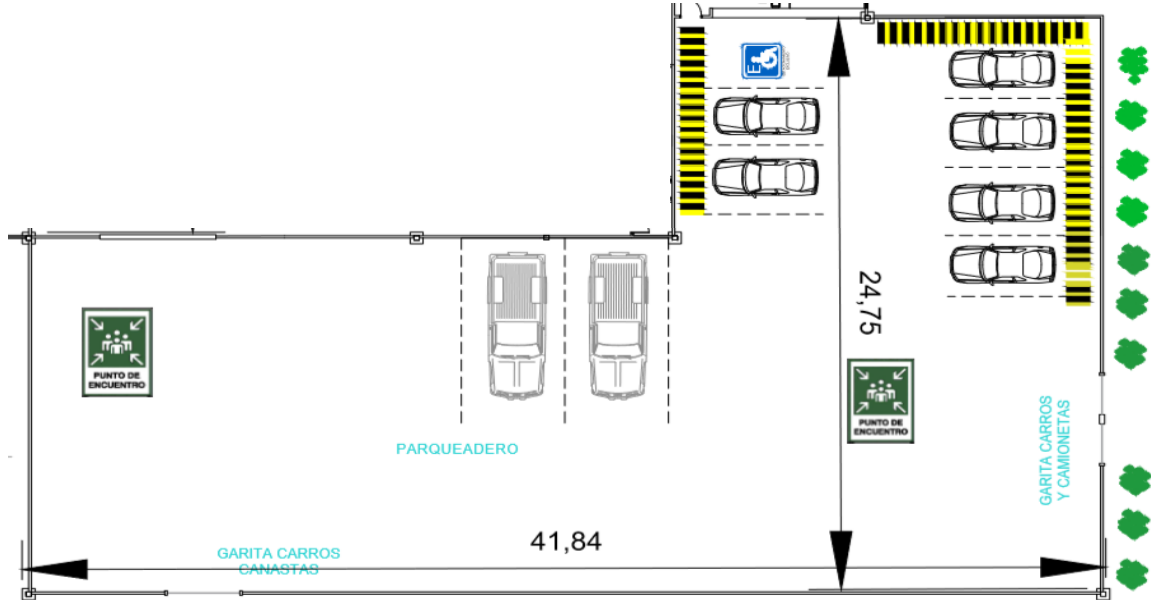 E
24,75
PUNTO DE
ENCUENTRO
PUNTO DE
ENCUENTRO
GARITA CARROS
Y CAMIONETAS
PARQUEADERO
41,84
GARITA CARROS
CANASTAS